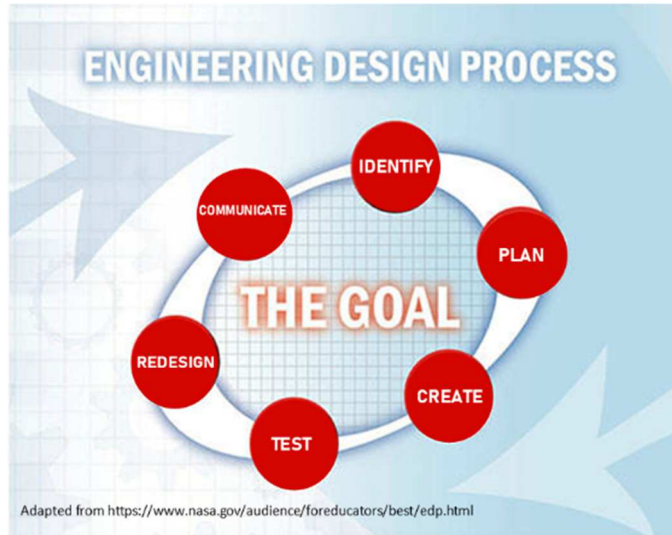 ENGINEERING DESIGN PROCESS
IDENTIFY
COMMUNICATE
PLAN
THE GOAL
REDESIGN
CREATE
TEST
Adapted from https://www.nasa.gov/audience/foreducators/best/edp.html